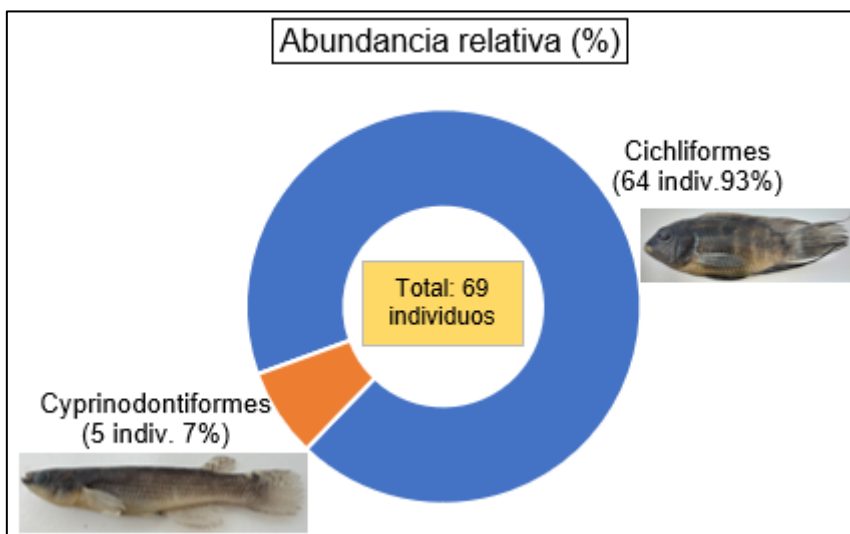 Abundancia relativa (%)
Cichliformes
(64 indiv.93%)
Total: 69
individuos
Cyprinodontiformes
(5 indiv. 7%)